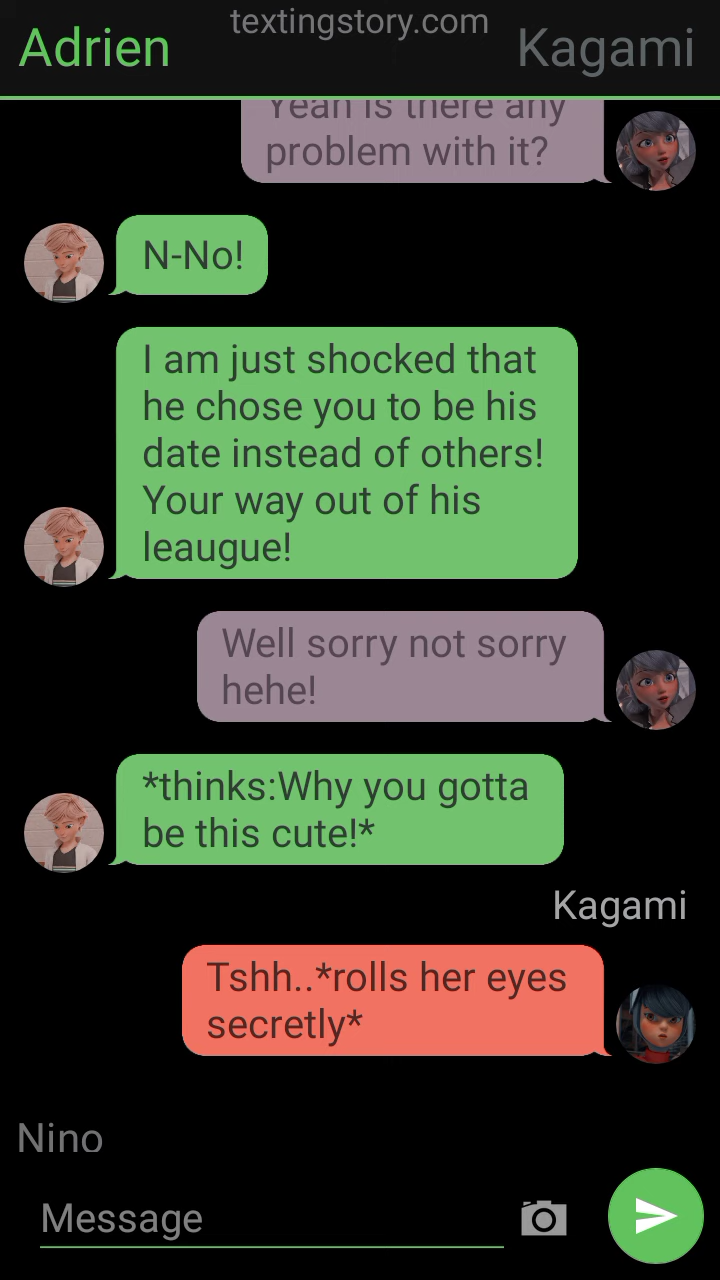 textingstory.com
Adrien
Kagami
Yeah is there any
problem with it?
N-No!
I am just shocked that
he chose you to be his
date instead of others!
Your way out of his
leaugue!
Well sorry not sorry
hehe!
*thinks:Why you gotta
be this cute!*
Kagami
Tshh..*rolls her eyes
secretly*
Nino
Message